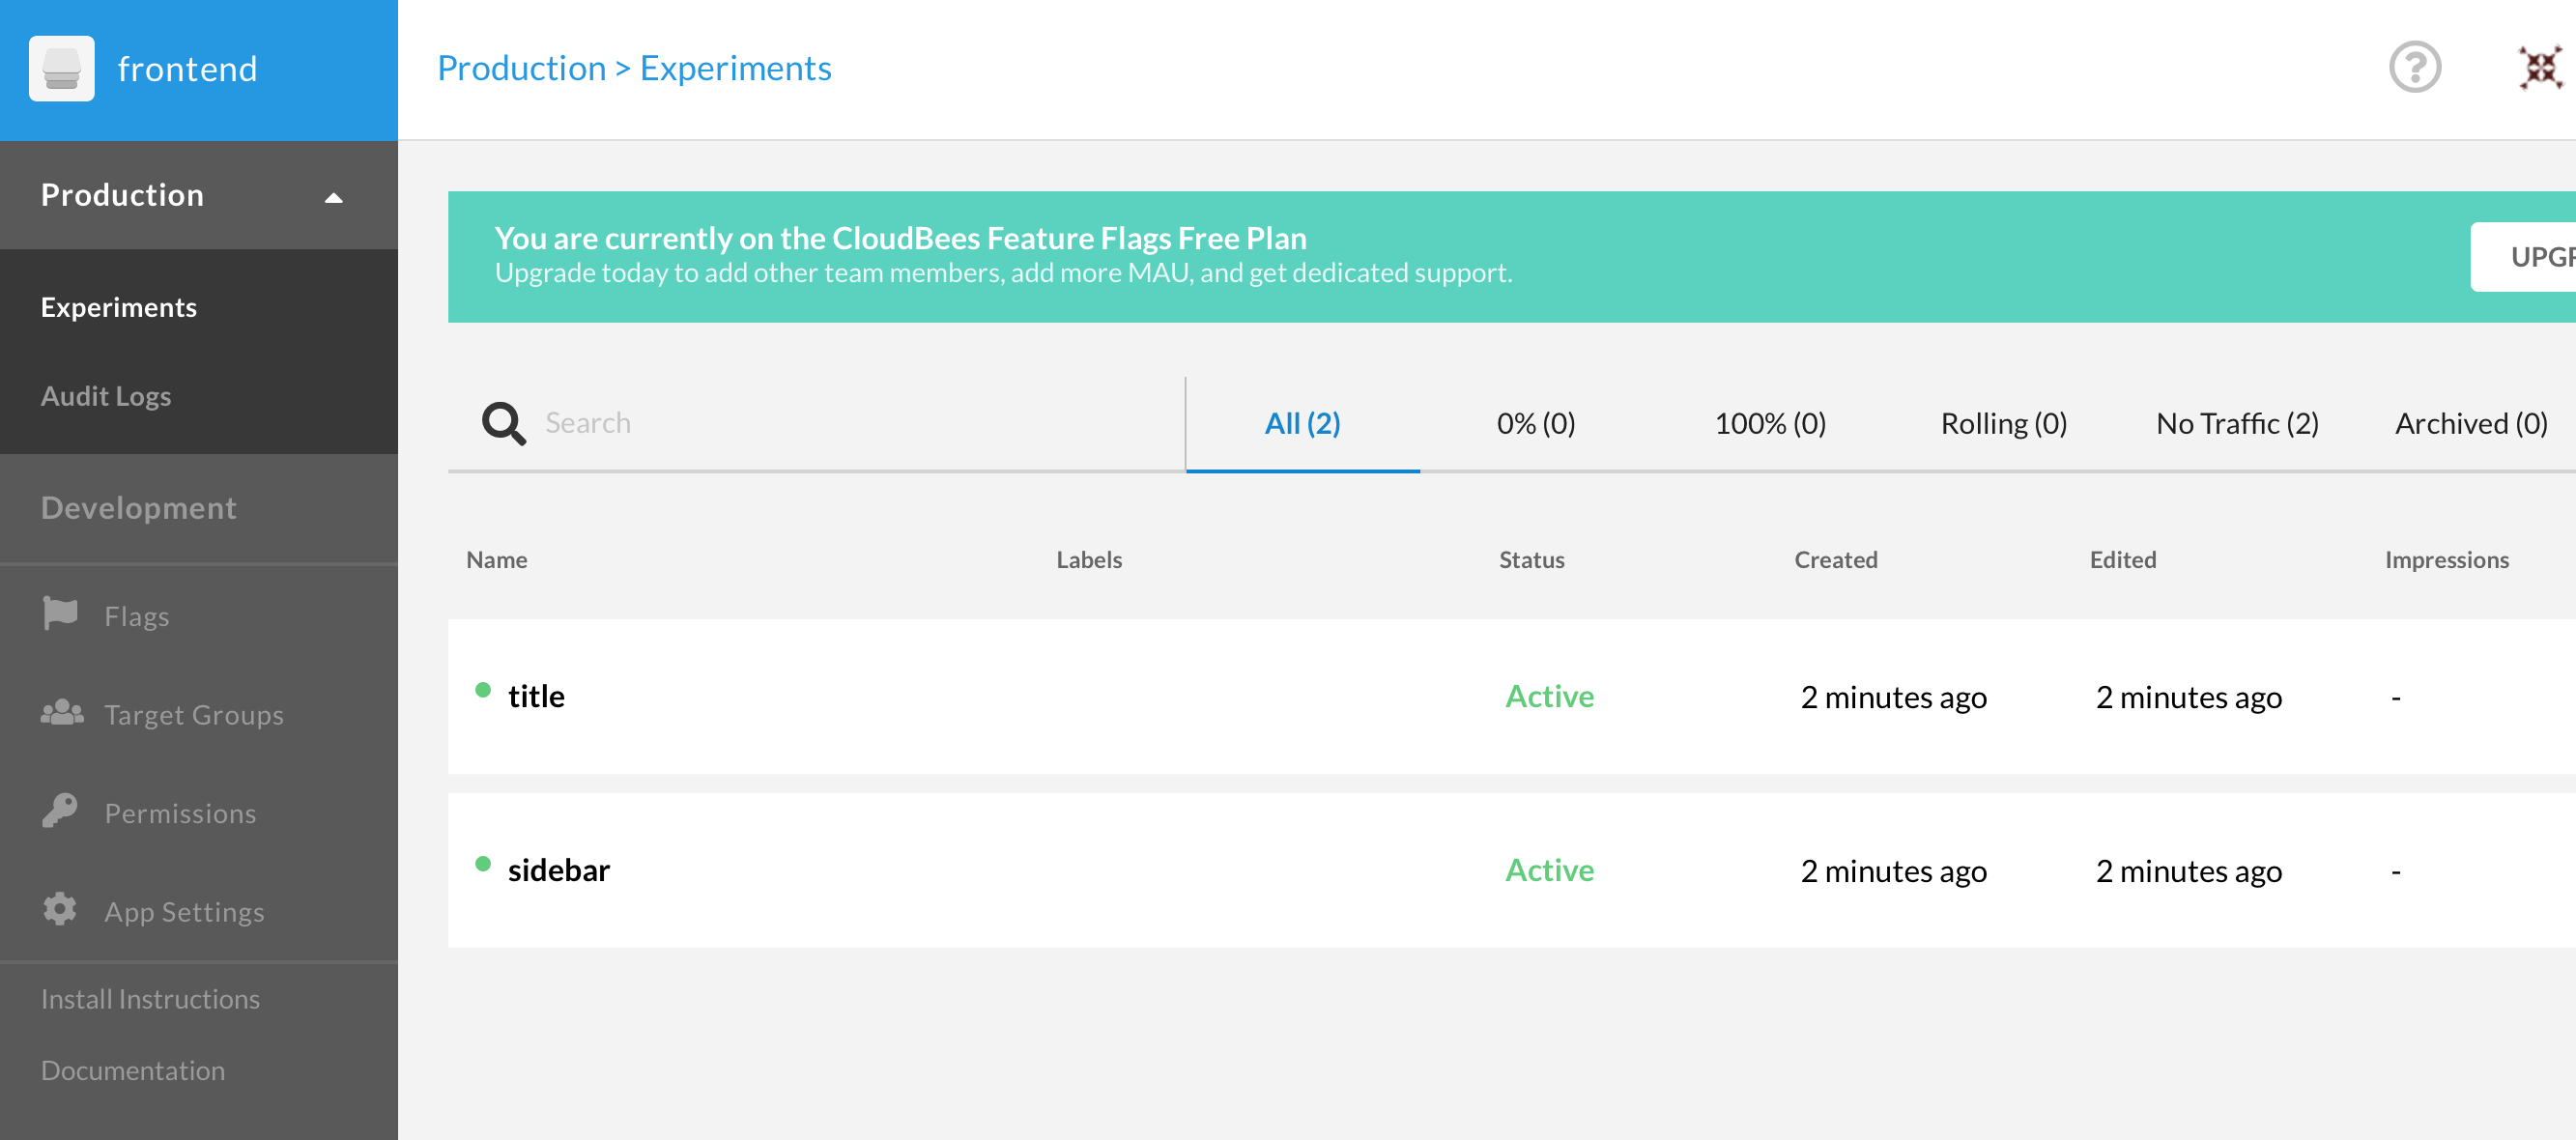 frontend
Production > Experiments
Production
Experiments
Audit Logs
Development
Flags
Target Groups
Permissions
App Settings
Install Instructions
Documentation
You are currently on the CloudBees Feature Flags Free Plan
Upgrade today to add other team members, add more MAU, and get dedicated support.
Search All (2) 0% (0) 100% (0) Rolling (0) No Traffic (2) Archived (0)
Name Labels Status Created Edited Impressions
title Active 2 minutes ago 2 minutes ago -
sidebar Active 2 minutes ago 2 minutes ago -